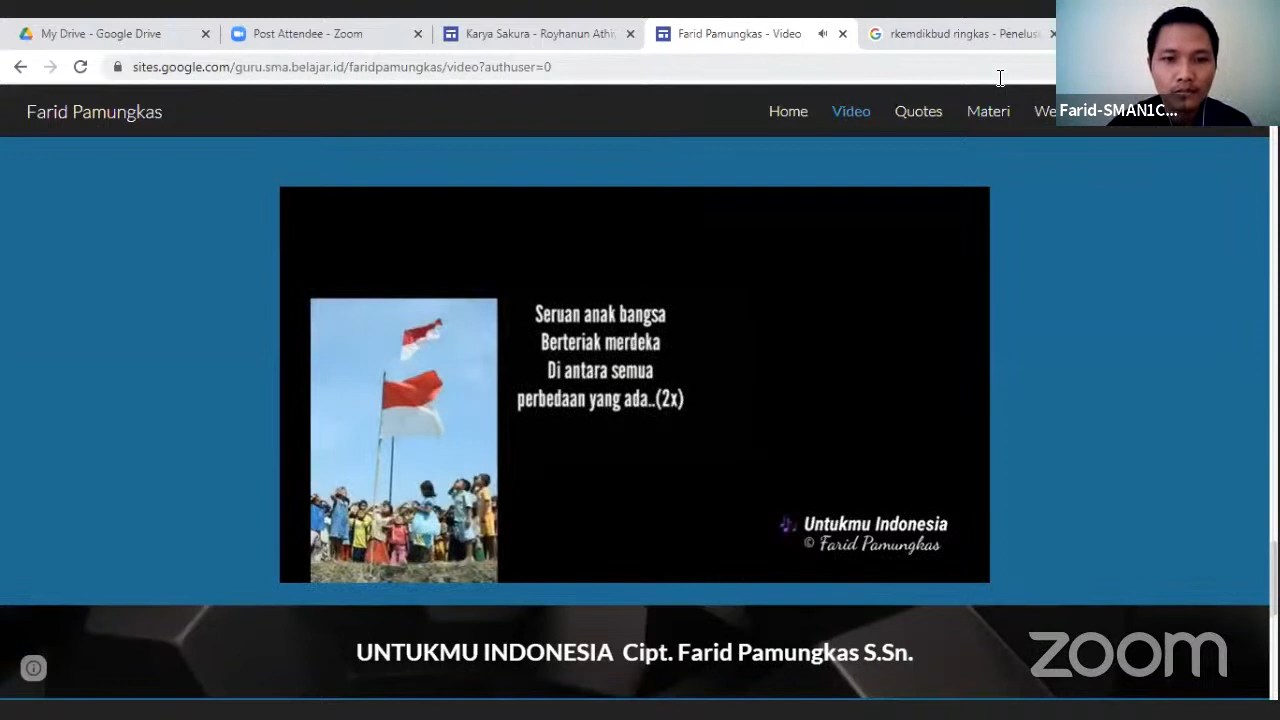 My Drive - Google Drive
Post Attendee - Zoom
Karya Sakura - Royhanun Athiy
Farid Pamungkas - Video
rkemdikbud ringkas - Penelus
sites.google.com/guru.sma.belajar.id/faridpamungkas/video?authuser=0
Farid Pamungkas
Home
Video
Quotes
Materi
We
Farid-SMAN1C...
Seruan anak bangsa
Berteriak merdeka
Di antara semua
perbedaan yang ada..(2x)
Untukmu Indonesia
© Farid Pamungkas
UNTUKMU INDONESIA Cipt. Farid Pamungkas S.Sn.
zoom